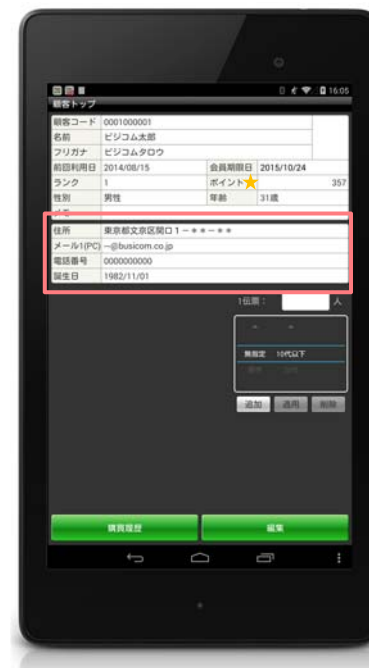 16:05
顧客トップ
顧客コード 0001000001
名前 ビジコム太郎
フリガナ ビジコムタロウ
前回利用日 2014/08/15 会員期限日 2015/10/24
ランク 1 ポイント 357
性別 男性 年齢 31歳
メモ
住所 東京都文京区関口1-**-**
メール1(PC) --@busicom.co.jp
電話番号 0000000000
誕生日 1982/11/01
1伝票: 人
- -
無指定 10代以下
追加 適用 削除
購買履歴 編集